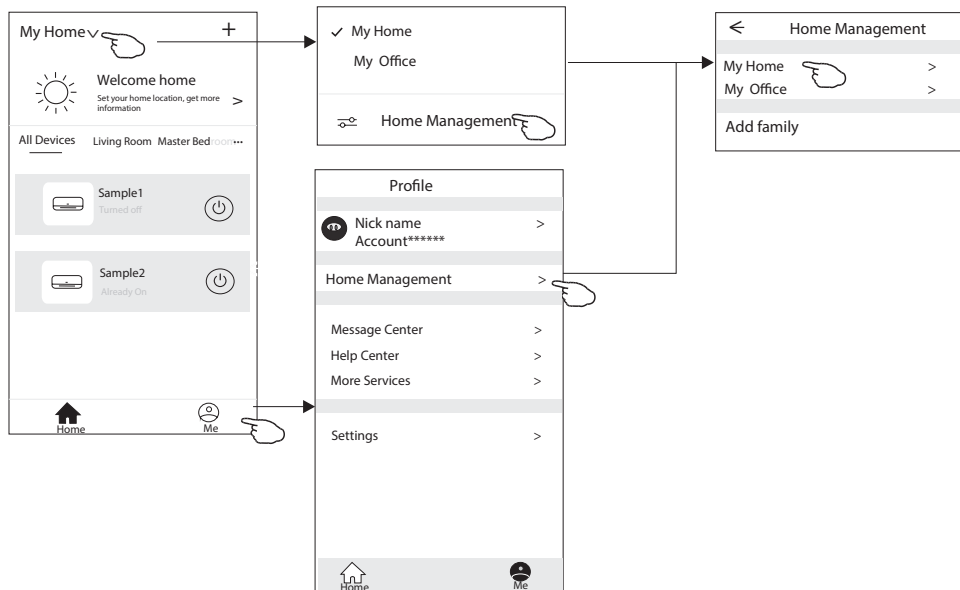 My Home
+
Welcome home
Set your home location, get more
information
>
All Devices Living Room Master Bedroom...
Sample1
Turned off
Sample2
Already On
Home
Me
✓ My Home
My Office
Home Management
Profile
Nick name >
Account******
Home Management >
Message Center >
Help Center >
More Services >
Settings >
Home
Me
Home Management
My Home >
My Office >
Add family